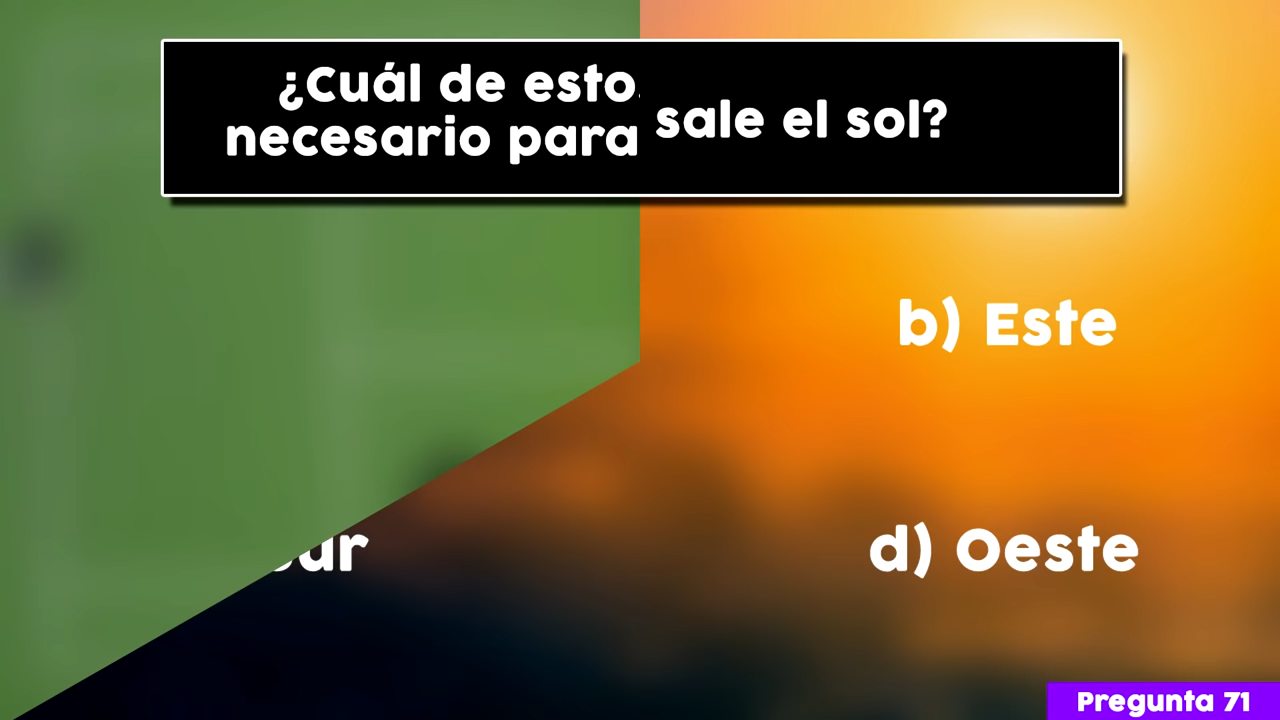 ¿Cuál de esto
necesario para
sale el sol?
b) Este
d) Oeste
Pregunta 71